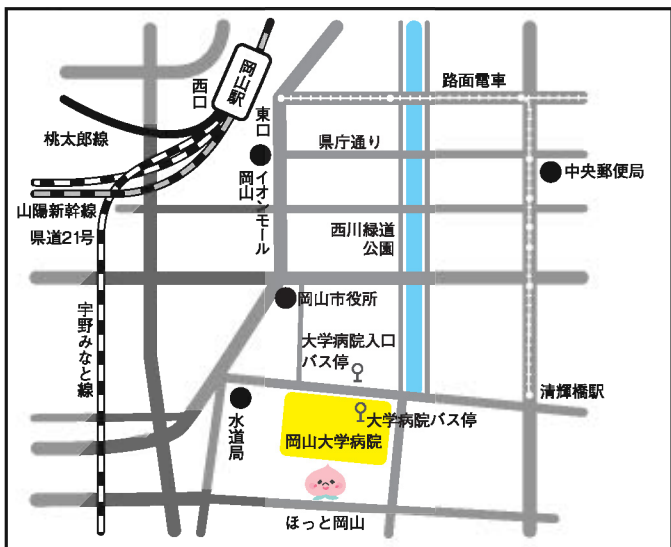 岡山駅
西口
東口
路面電車
桃太郎線
県庁通り
中央郵便局
イオンモール
岡山
山陽新幹線
県道21号
西川緑道
公園
岡山市役所
宇野みなと線
大学病院入口
バス停
清輝橋駅
大学病院バス停
水道局
岡山大学病院
ほっと岡山